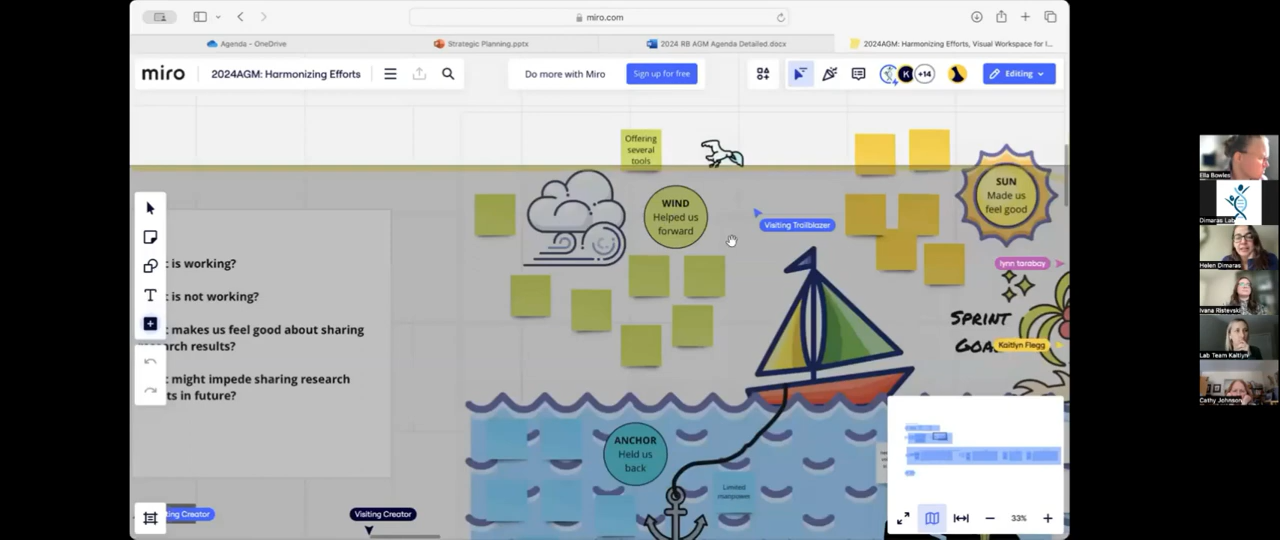 miro.com
Agenda - OneDrive
Strategic Planning.pptx
2024 RB AGM Agenda Detailed.docx
2024AGM: Harmonizing Efforts, Visual Workspace for I...
miro
2024AGM: Harmonizing Efforts
Do more with Miro
Sign up for free
K
+14
Editing
Offering
several
tools
WIND
Helped us
forward
SUN
Made us
feel good
Visiting Trailblazer
lynn tarabay
is working?
is not working?
makes us feel good about sharing
research results?
might impede sharing research
ts in future?
SPRINT
GOA
Kaitlyn Flegg
ANCHOR
Held us
back
Limited
manpower
ting Creator
Visiting Creator
33%
Ella Bowles
Dimaras Lab
Helen Dimaras
Ivana Ristevski
Lab Team Kaitlyn
Cathy Johnson